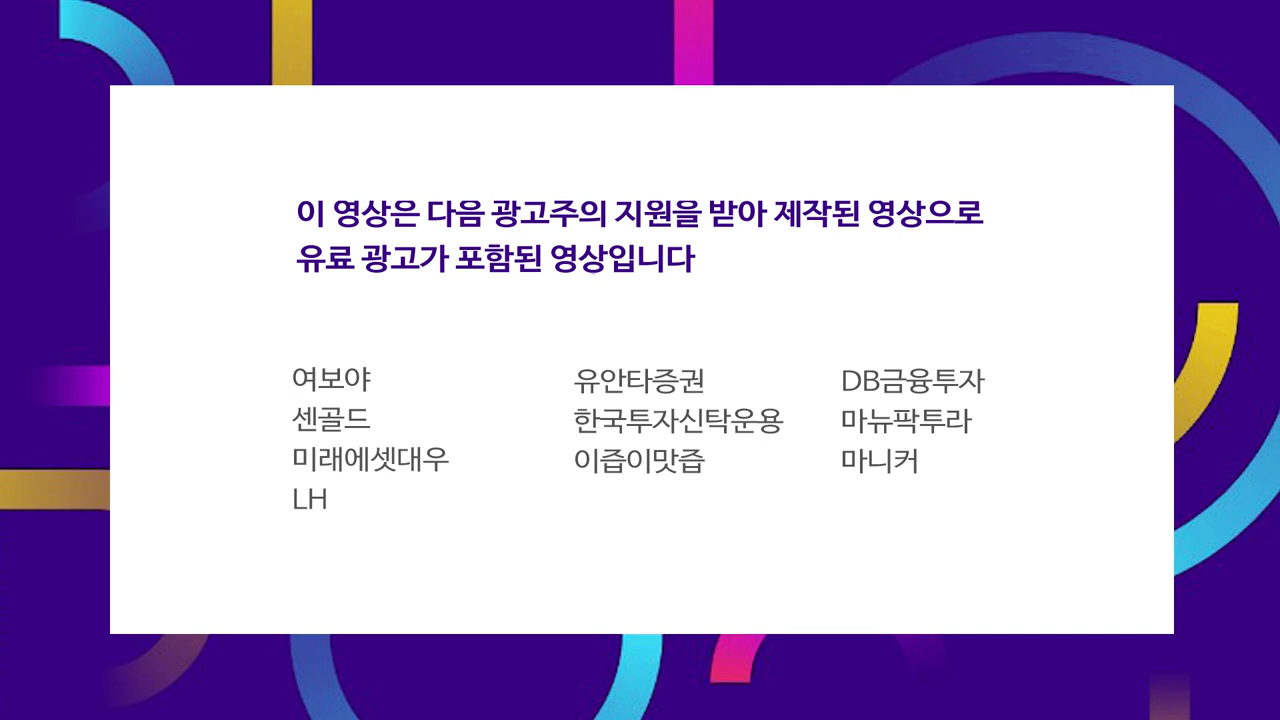 이 영상은 다음 광고주의 지원을 받아 제작된 영상으로
유료 광고가 포함된 영상입니다
여보야
센골드
미래에셋대우
LH
유안타증권
한국투자신탁운용
이즙이맛즙
DB금융투자
마뉴팍투라
마니커